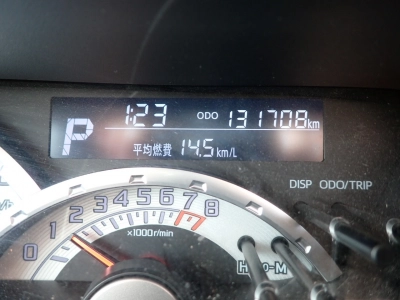 1:23 ODO 131708km
P
平均燃費 14.5km/L
DISP ODO/TRIP
0 1 2 3 4 5 6 7 8
×1000r/min